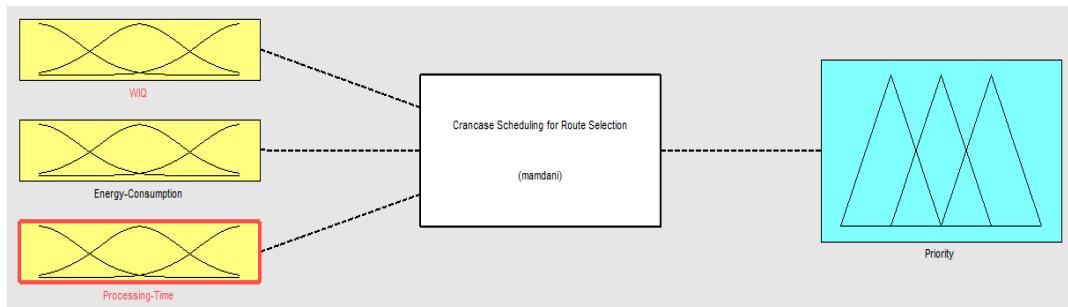 WIQ
Energy-Consumption
Processing-Time
Crancase Scheduling for Route Selection
(mamdani)
Priority